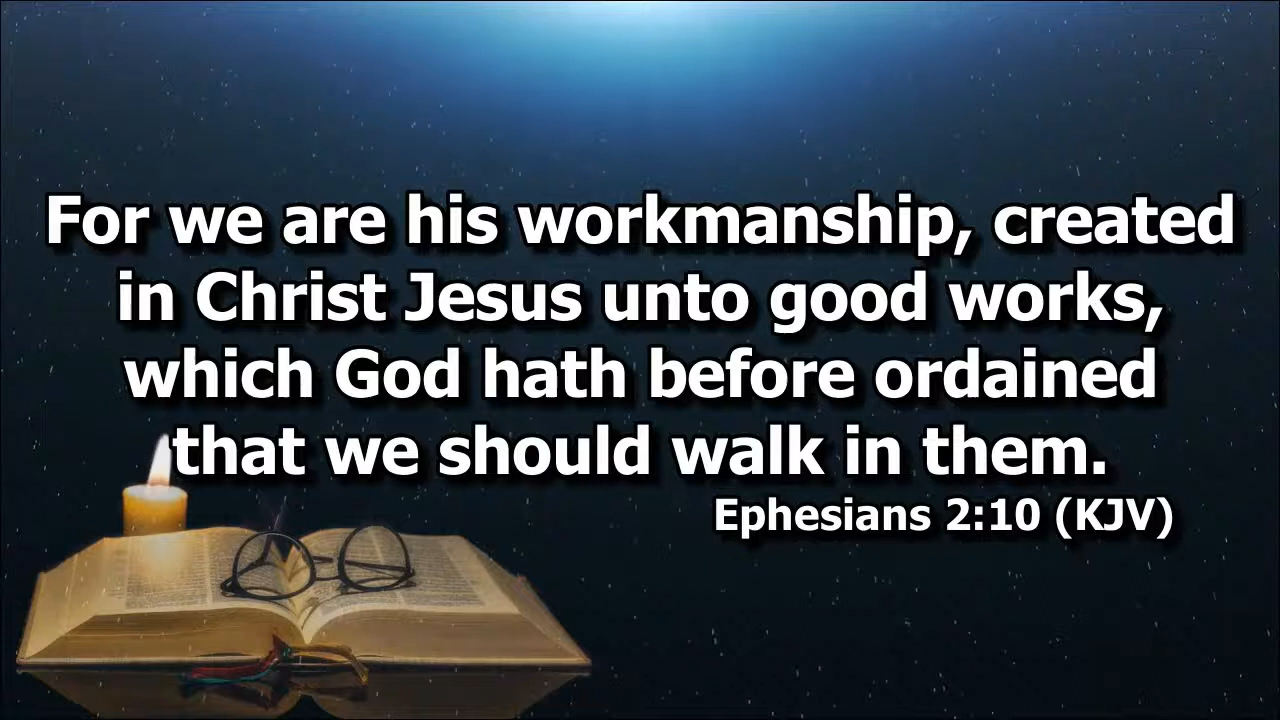 For we are his workmanship, created
in Christ Jesus unto good works,
which God hath before ordained
that we should walk in them.
Ephesians 2:10 (KJV)